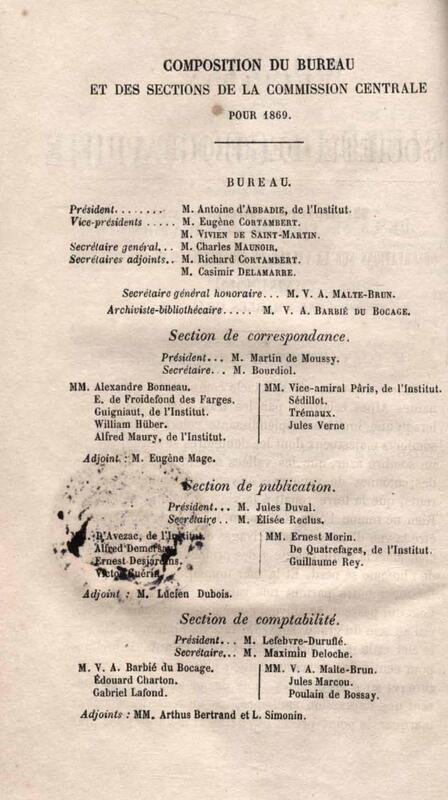 COMPOSITION DU BUREAU
ET DES SECTIONS DE LA COMMISSION CENTRALE
POUR 1869.
BUREAU.
Président........ M. Antoine d'ABBADIE, de l'Institut.
Vice-présidents ..... M. Eugène CORTAMBERT.
M. VIVIEN DE SAINT-MARTIN.
Secrétaire général... M. Charles MAUNOIR.
Secrétaires adjoints.. M. Richard CORTAMBERT.
M. Casimir DELAMARRE.
Secrétaire général honoraire... M. V. A. MALTE-BRUN.
Archiviste-bibliothécaire..... M. V. A. BARBIÉ DU BOCAGE.
Section de correspondance.
Président... M. Martin de Moussy.
Secrétaire.. M. Bourdiol.
MM. Alexandre Bonneau.
E. de Froidefond des Farges.
Guigniaut, de l'Institut.
William Hüber.
Alfred Maury, de l'Institut.
MM. Vice-amiral Pâris, de l'Institut.
Sédillot.
Trémaux.
Jules Verne
Adjoint : M. Eugène Mage.
Section de publication.
Président... M. Jules Duval.
Secrétaire .. M. Élisée Reclus.
D'Avezac, de l'Institut.
Alfred Demersay.
Ernest Desjardins.
Victor Guérin.
MM. Ernest Morin.
De Quatrefages, de l'Institut.
Guillaume Rey.
Adjoint : M. Lucien Dubois.
Section de comptabilité.
Président... M. Lefebvre-Duruflé.
Secrétaire... M. Maximin Deloche.
M. V. A. Barbié du Bocage.
Édouard Charton.
Gabriel Lafond.
MM. V. A. Malte-Brun.
Jules Marcou.
Poulain de Bossay.
Adjoints : MM. Arthus Bertrand et L. Simonin.